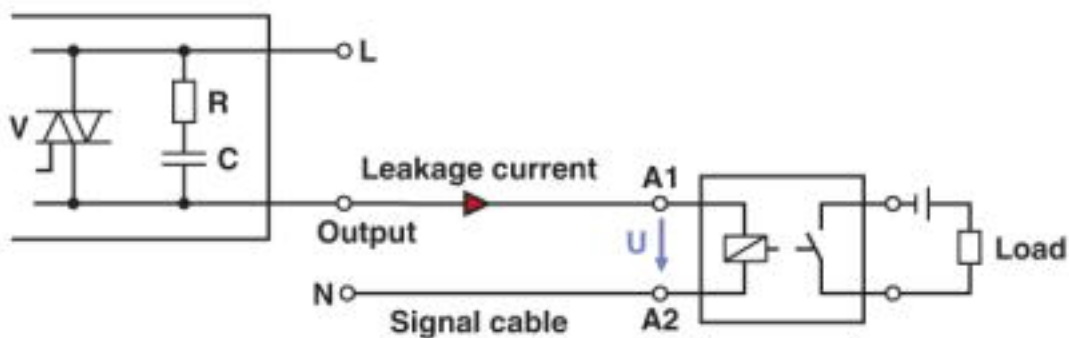 L
R
V
C
Leakage current
A1
Output
U
Load
N
Signal cable
A2